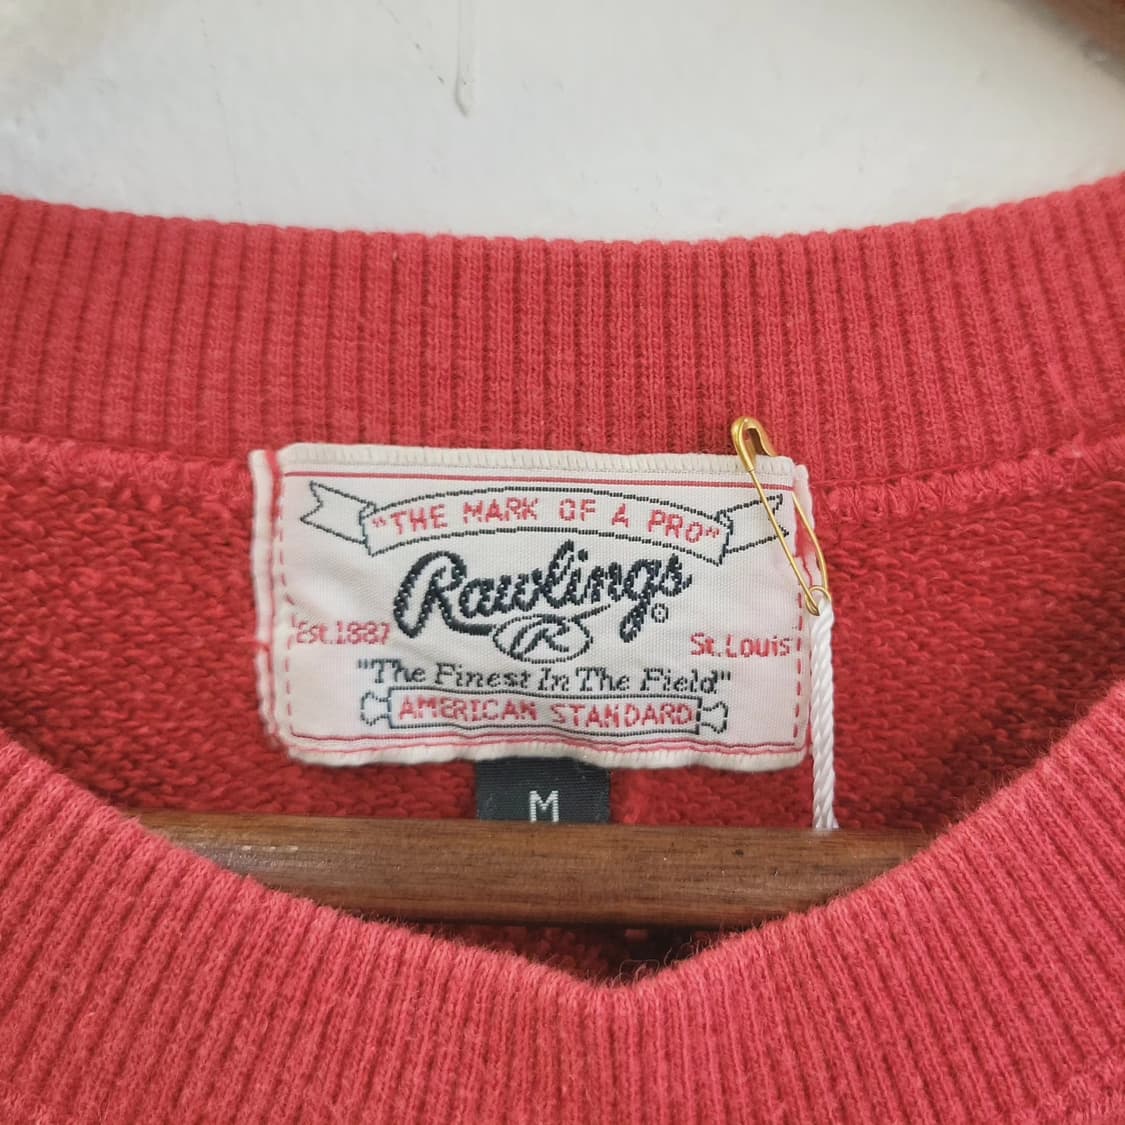 "THE MARK OF A PRO"
Rawlings®
R
Est.1887 St.Louis
"The Finest In The Field"
AMERICAN STANDARD
M